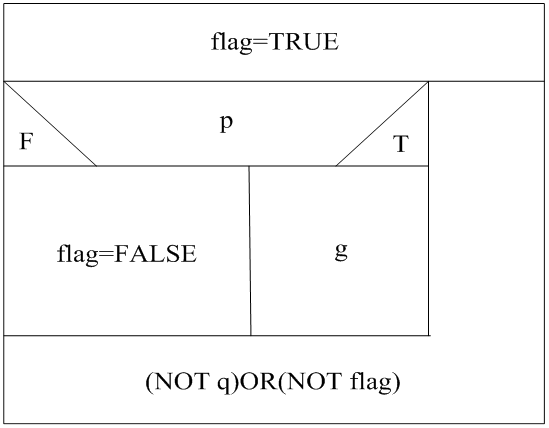 flag=TRUE
p
F
T
flag=FALSE
g
(NOT q)OR(NOT flag)